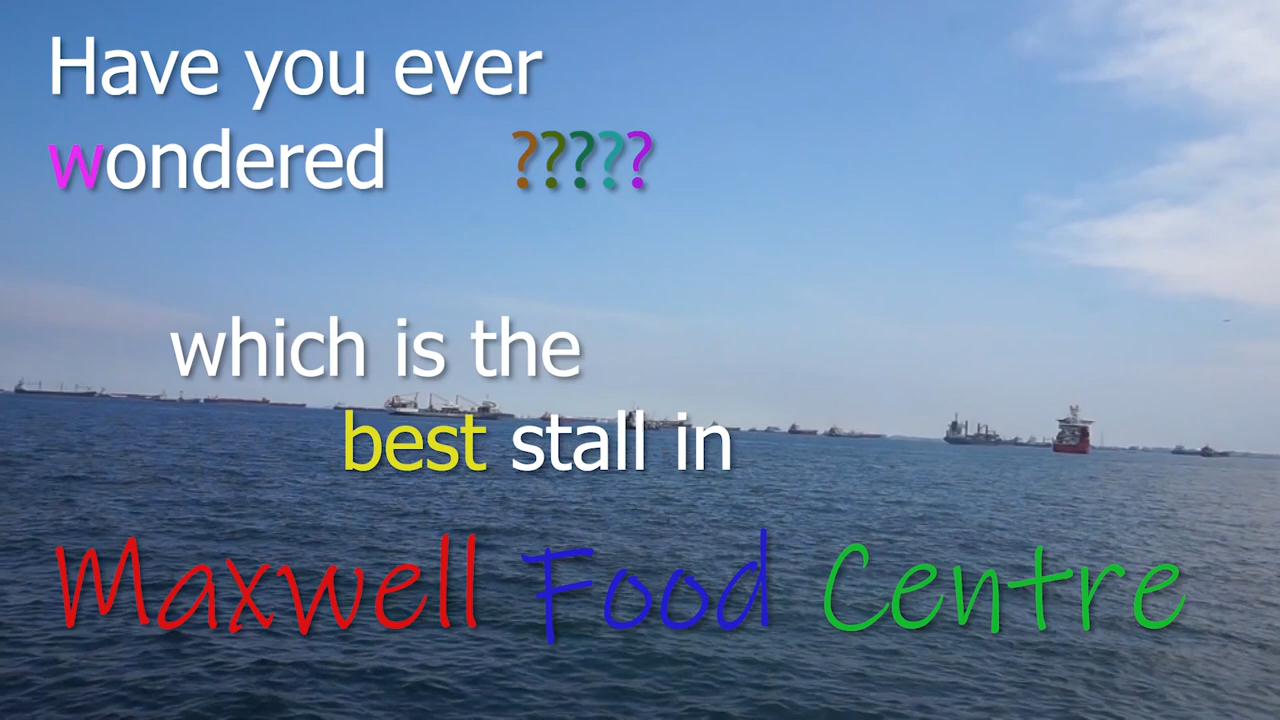 Have you ever
wondered ?????
which is the
best stall in
Maxwell Food Centre